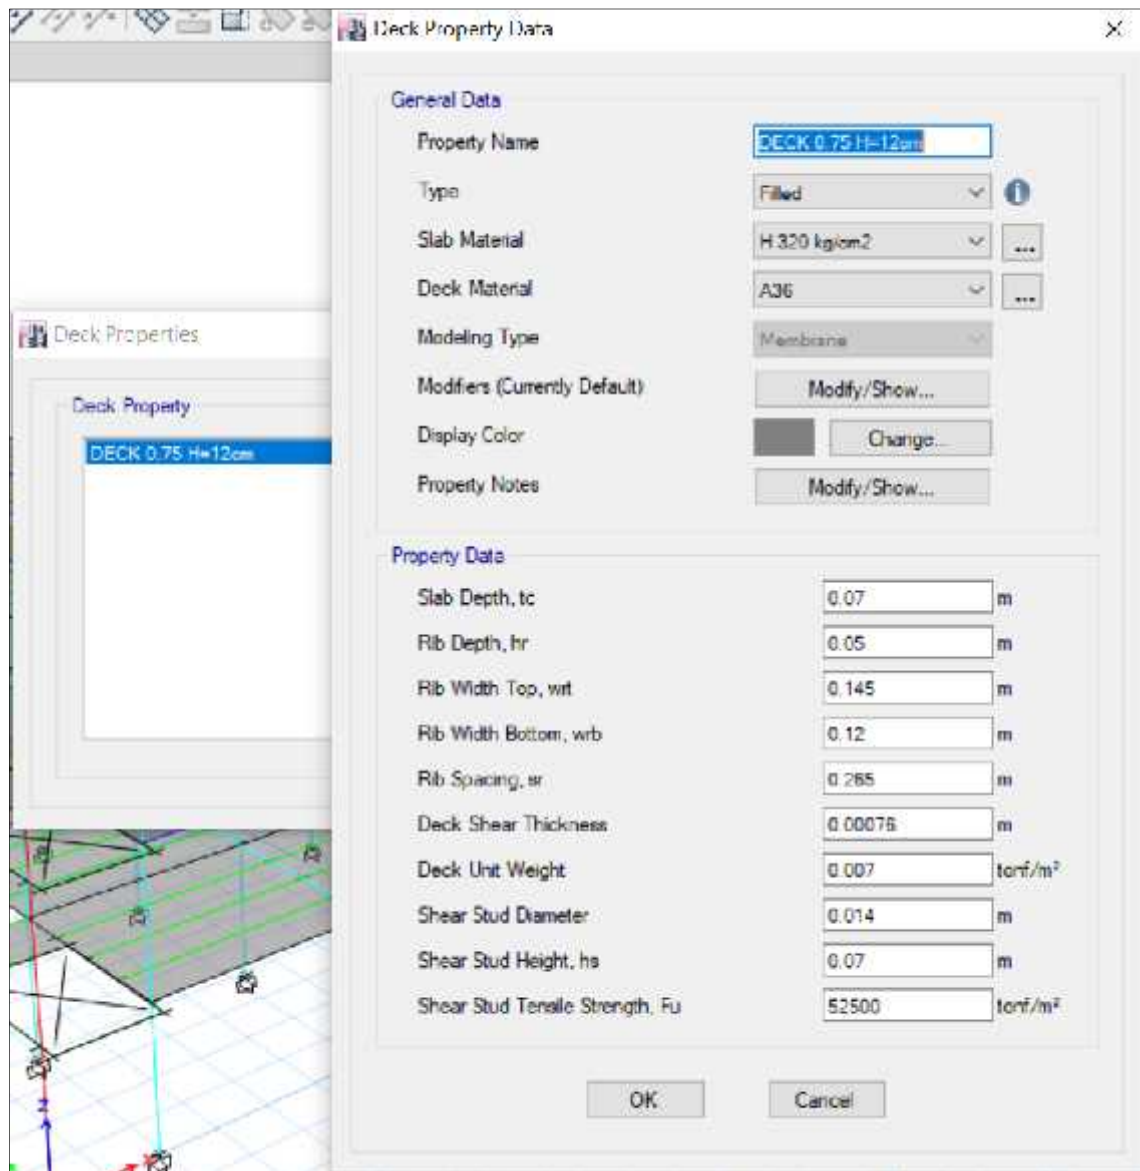 Deck Property Data
General Data
Property Name DECK 0.75 H=12cm
Type Filled
Slab Material H 320 kg/cm2 ...
Deck Material A36 ...
Modeling Type Membrane
Modifiers (Currently Default) Modify/Show...
Display Color Change...
Property Notes Modify/Show...
Property Data
Slab Depth, tc 0.07 m
Rib Depth, hr 0.05 m
Rib Width Top, wrt 0.145 m
Rib Width Bottom, wrb 0.12 m
Rib Spacing, sr 0.265 m
Deck Shear Thickness 0.00076 m
Deck Unit Weight 0.007 tonf/m²
Shear Stud Diameter 0.014 m
Shear Stud Height, hs 0.07 m
Shear Stud Tensile Strength, Fu 52500 tonf/m²
OK Cancel
Deck Properties
Deck Property
DECK 0.75 H=12cm
Z